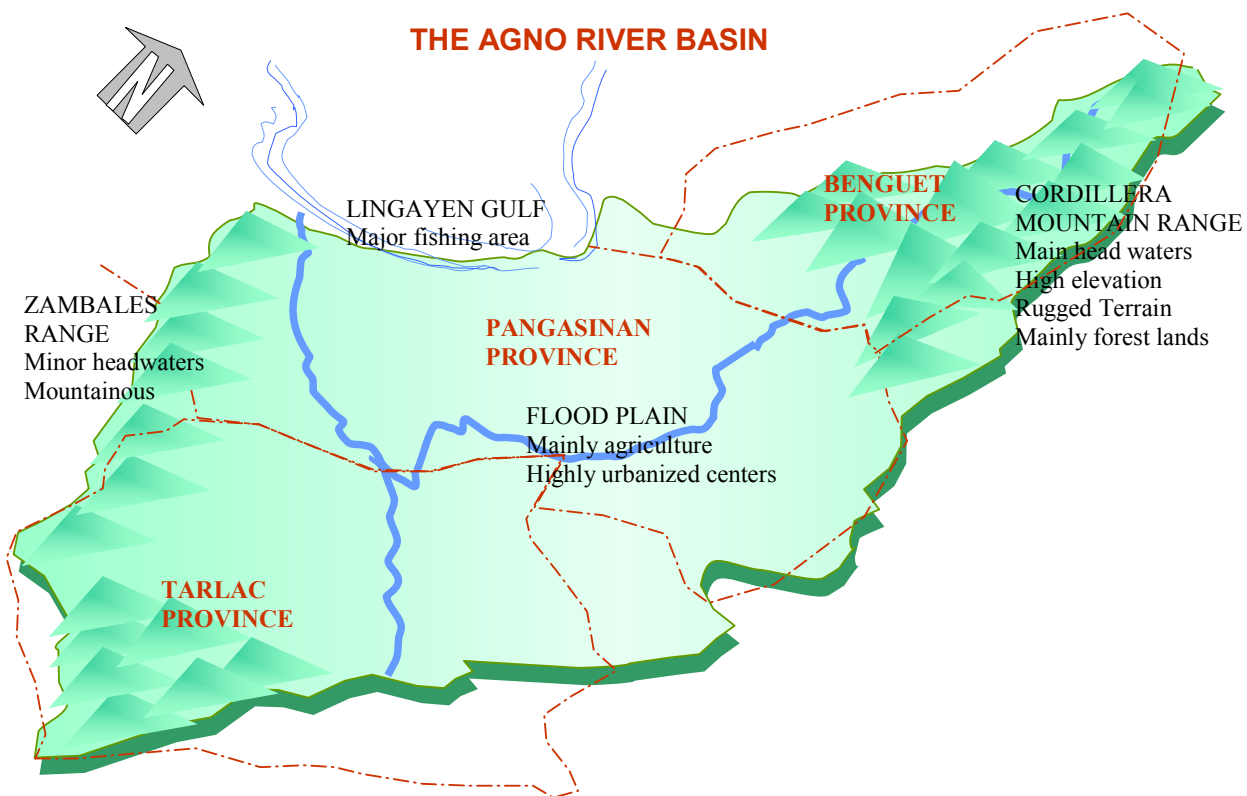 THE AGNO RIVER BASIN
N
LINGAYEN GULF
Major fishing area
BENGUET
PROVINCE
CORDILLERA
MOUNTAIN RANGE
Main head waters
High elevation
Rugged Terrain
Mainly forest lands
ZAMBALES
RANGE
Minor headwaters
Mountainous
PANGASINAN
PROVINCE
FLOOD PLAIN
Mainly agriculture
Highly urbanized centers
TARLAC
PROVINCE